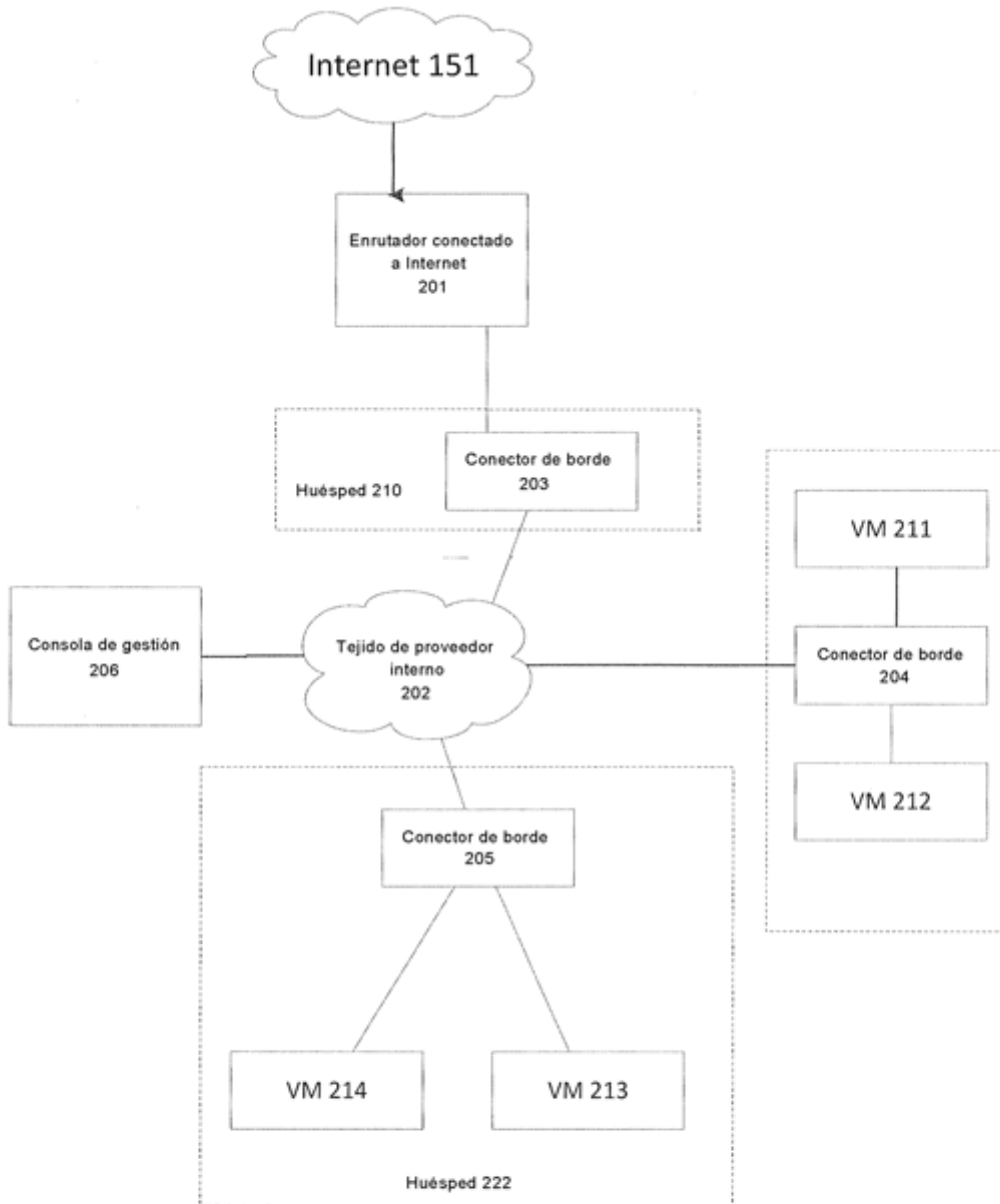 Internet 151
Enrutador conectado
a Internet
201
Conector de borde
203
Huésped 210
VM 211
Consola de gestión
206
Tejido de proveedor
interno
202
Conector de borde
204
VM 212
Conector de borde
205
VM 214
VM 213
Huésped 222